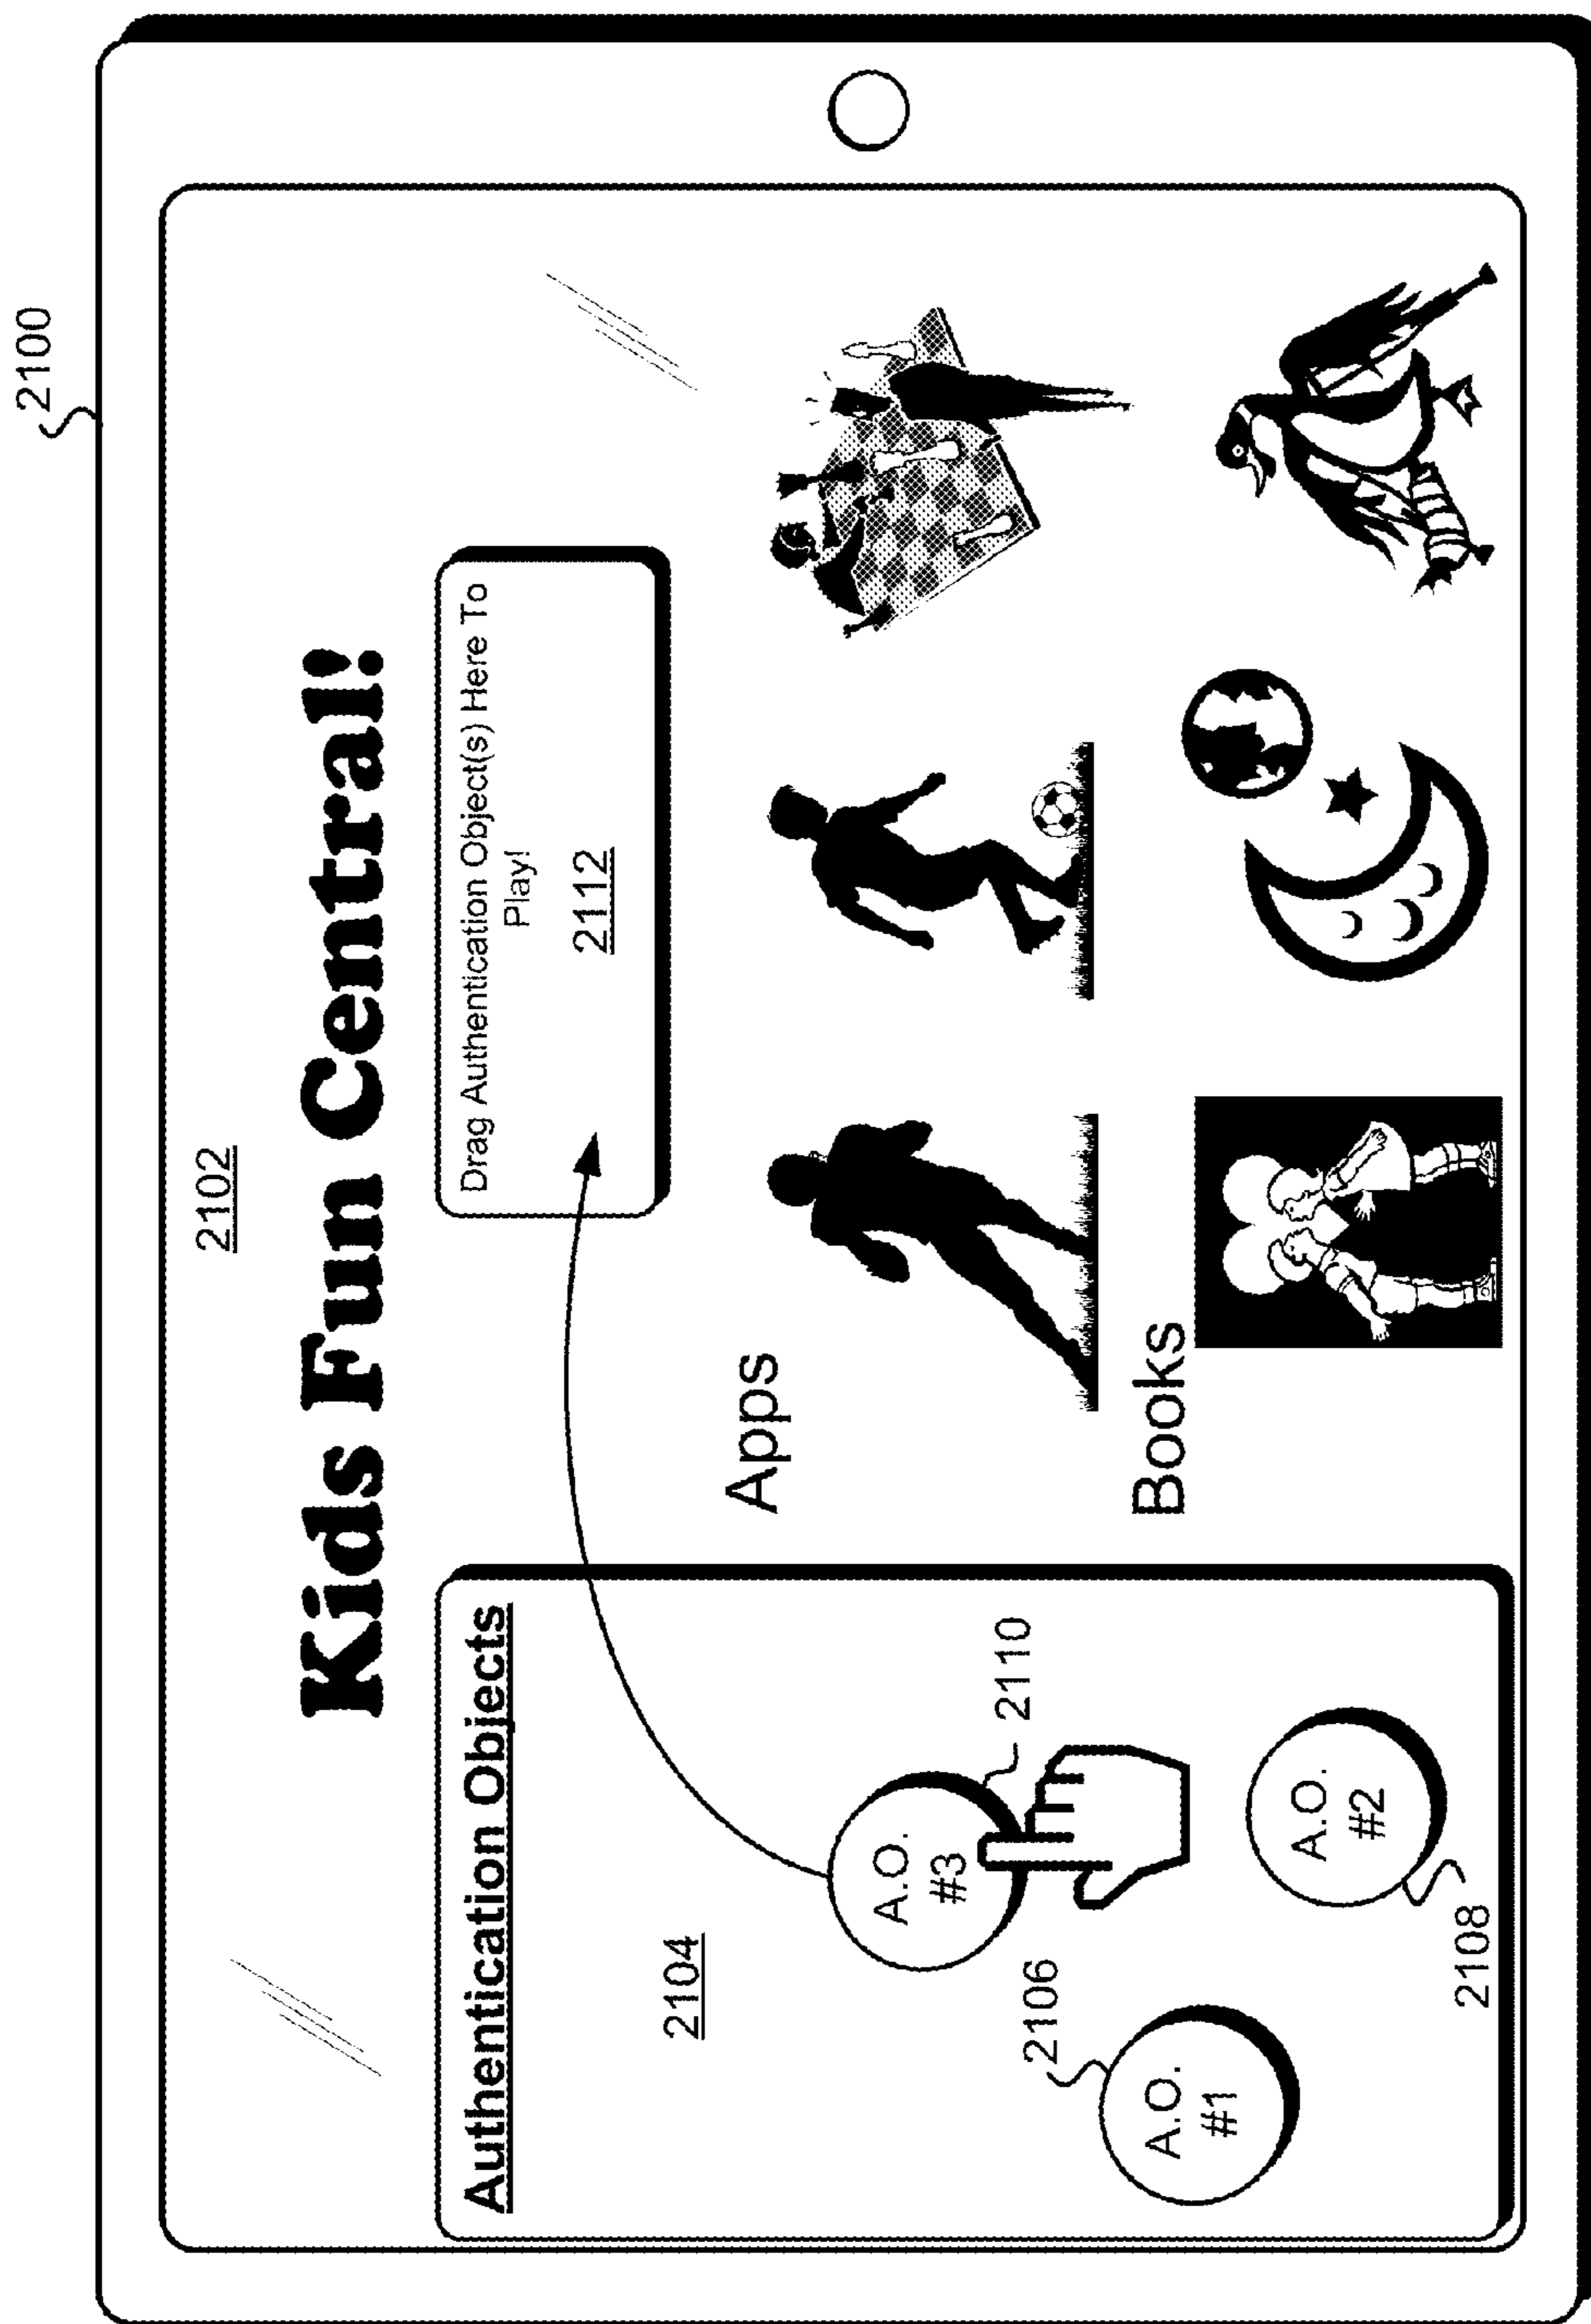 2100
2102
Kids Fun Central!
Authentication Objects
Drag Authentication Object(s) Here To
Play!
2112
2104
Apps
A.O.
#3
2110
2106
Books
A.O.
#1
A.O.
#2
2108